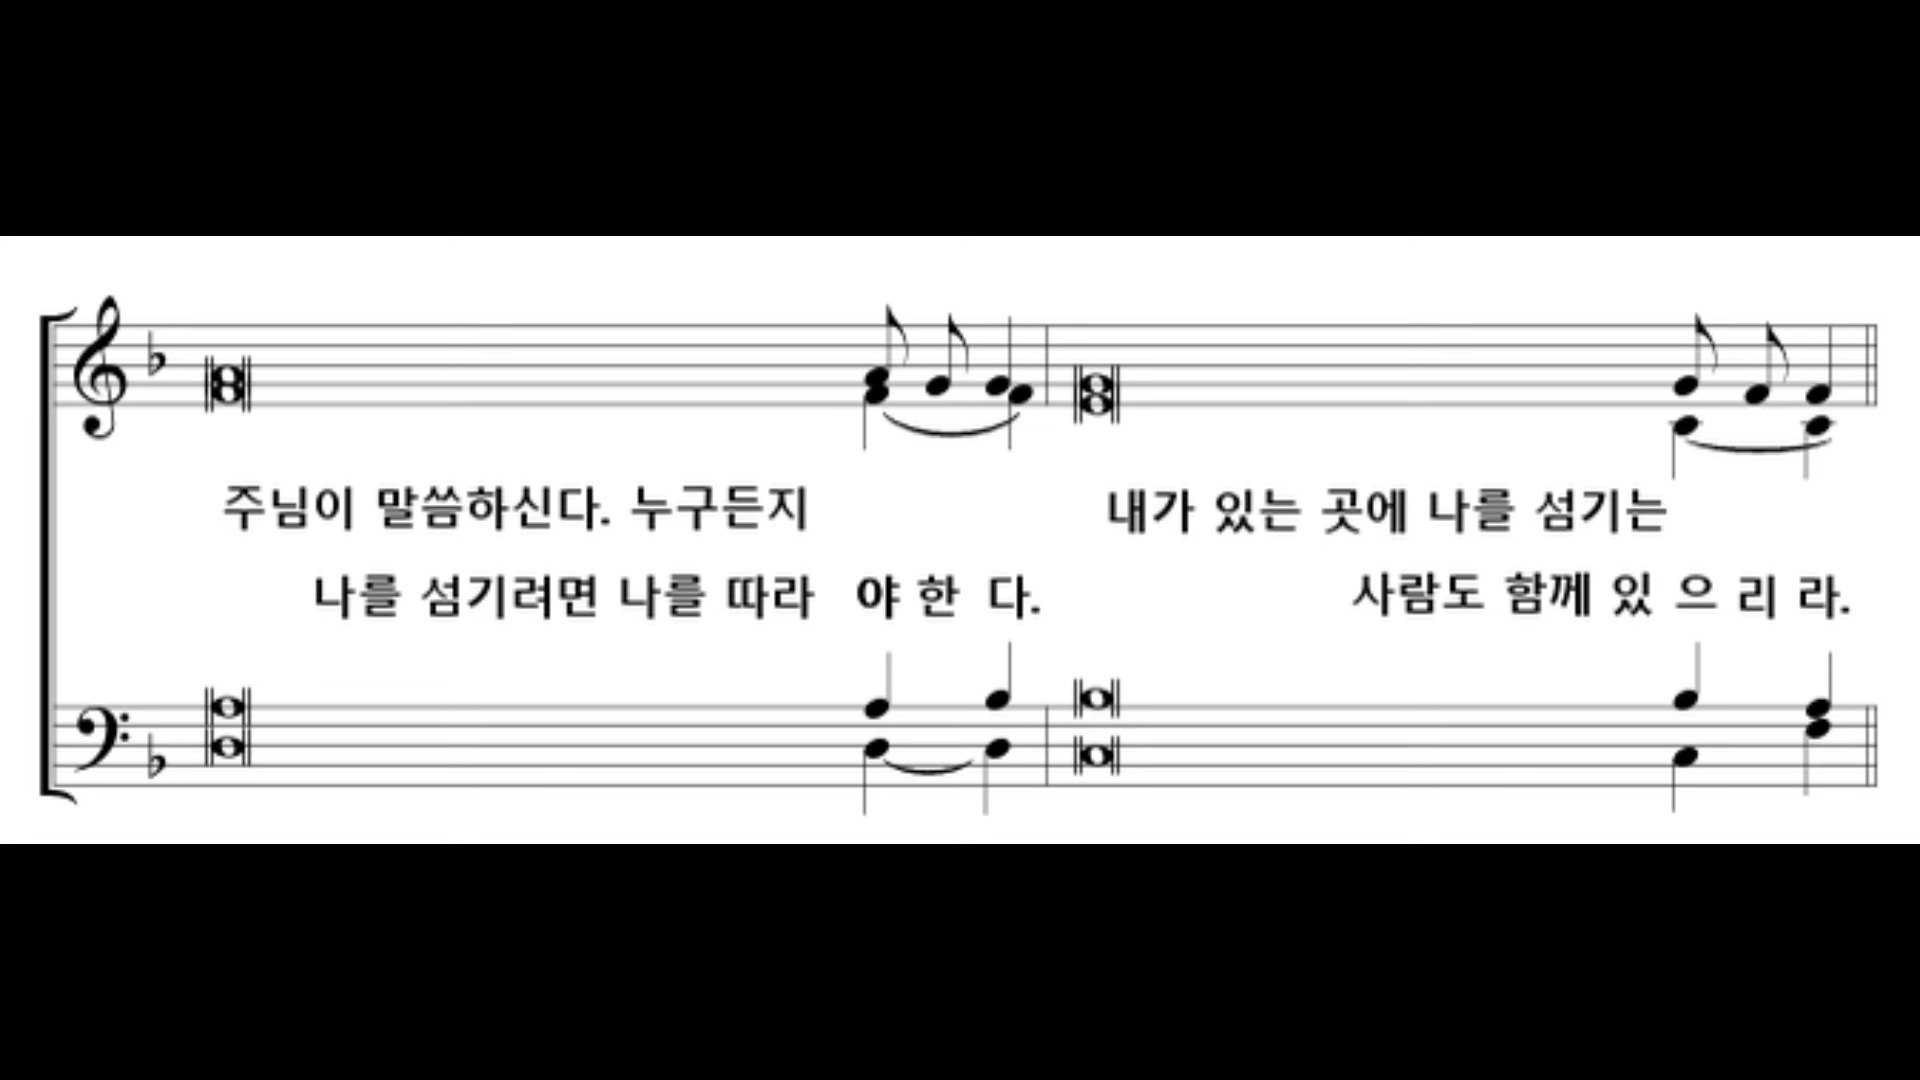 주님이 말씀하신다. 누구든지
나를 섬기려면 나를 따라 야 한 다.
내가 있는 곳에 나를 섬기는
사람도 함께 있 으 리 라.